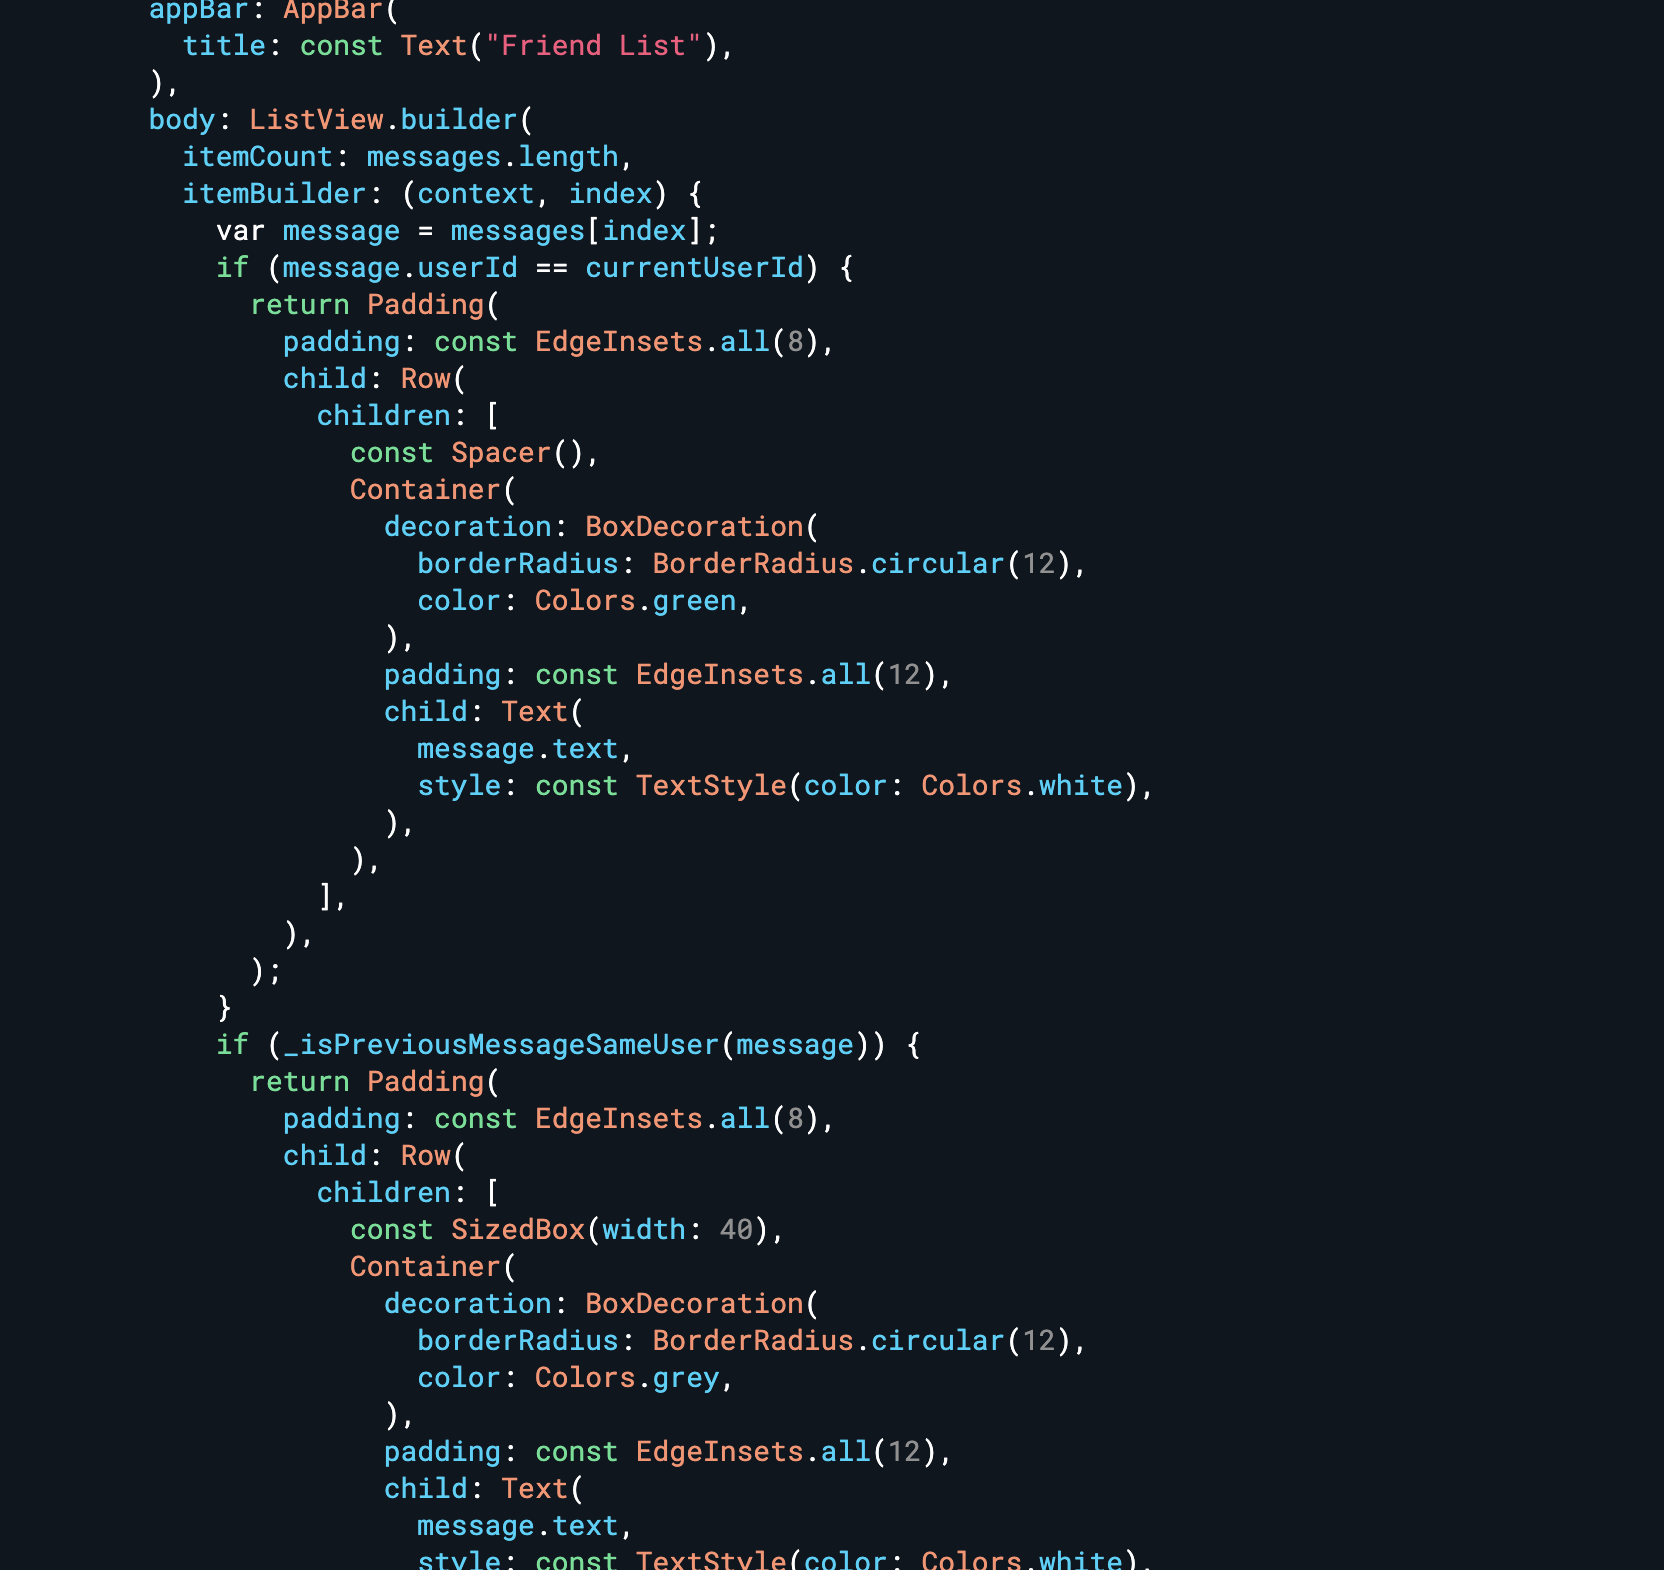 appBar: AppBar(
title: const Text("Friend List"),
),
body: ListView.builder(
itemCount: messages.length,
itemBuilder: (context, index) {
var message = messages[index];
if (message.userId == currentUserId) {
return Padding(
padding: const EdgeInsets.all(8),
child: Row(
children: [
const Spacer(),
Container(
decoration: BoxDecoration(
borderRadius: BorderRadius.circular(12),
color: Colors.green,
),
padding: const EdgeInsets.all(12),
child: Text(
message.text,
style: const TextStyle(color: Colors.white),
),
),
],
),
);
}
if (_isPreviousMessageSameUser(message)) {
return Padding(
padding: const EdgeInsets.all(8),
child: Row(
children: [
const SizedBox(width: 40),
Container(
decoration: BoxDecoration(
borderRadius: BorderRadius.circular(12),
color: Colors.grey,
),
padding: const EdgeInsets.all(12),
child: Text(
message.text,
style: const TextStyle(color: Colors.white),